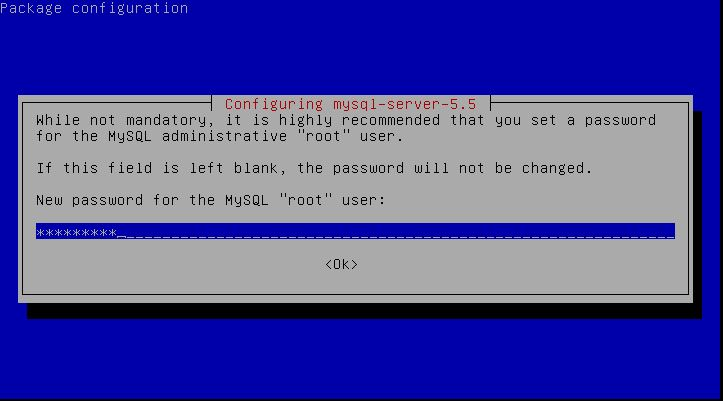 Package configuration
Configuring mysql-server-5.5
While not mandatory, it is highly recommended that you set a password
for the MySQL administrative "root" user.
If this field is left blank, the password will not be changed.
New password for the MySQL "root" user:
*********_
<Ok>